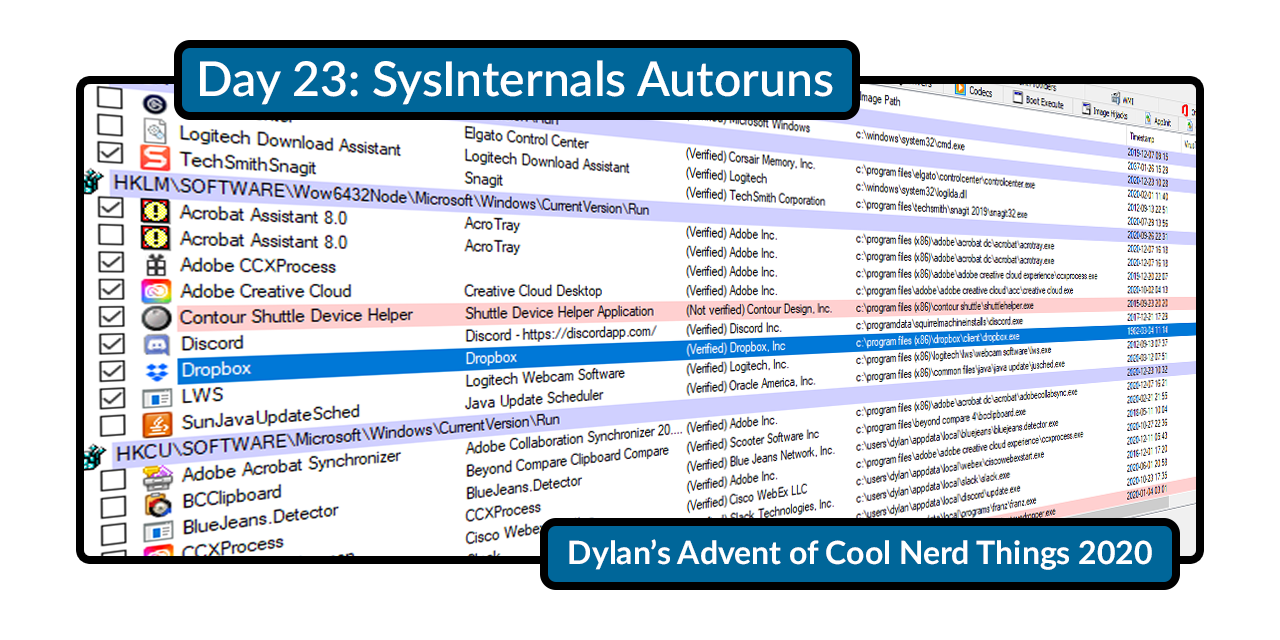 Day 23: SysInternals Autoruns
Logitech Download Assistant
TechSmithSnagit
HKLM\SOFTWARE\Wow6432Node\Microsoft\Windows\CurrentVersion\Run
Acrobat Assistant 8.0
Acrobat Assistant 8.0
Adobe CCXProcess
Adobe Creative Cloud
Contour Shuttle Device Helper
Discord
Dropbox
LWS
SunJavaUpdateSched
HKCU\SOFTWARE\Microsoft\Windows\CurrentVersion\Run
Adobe Acrobat Synchronizer
BCClipboard
BlueJeans.Detector
CCXProcess
Elgato Control Center
Logitech Download Assistant
Snagit
AcroTray
AcroTray
Creative Cloud Desktop
Shuttle Device Helper Application
Discord - https://discordapp.com/
Dropbox
Logitech Webcam Software
Java Update Scheduler
Adobe Collaboration Synchronizer 20....
Beyond Compare Clipboard Compare
BlueJeans.Detector
CCXProcess
Cisco
Microsoft Windows
(Verified) Corsair Memory, Inc.
(Verified) Logitech
(Verified) TechSmith Corporation
(Verified) Adobe Inc.
(Verified) Adobe Inc.
(Verified) Adobe Inc.
(Verified) Adobe Inc.
(Not verified) Contour Design, Inc.
(Verified) Discord Inc.
(Verified) Dropbox, Inc
(Verified) Logitech, Inc.
(Verified) Oracle America, Inc.
(Verified) Adobe Inc.
(Verified) Scooter Software Inc
(Verified) Blue Jeans Network, Inc.
(Verified) Adobe Inc.
(Verified) Cisco WebEx LLC
Slack Technologies, Inc.
Codecs
Boot Execute
Image Hijacks
AppInit
WMI
Image Path
c:\windows\system32\cmd.exe
c:\program files\elgato\controlcenter\controlcenter.exe
c:\windows\system32\logilda.dll
c:\program files\techsmith\snagit 2019\snagit32.exe
c:\program files (x86)\adobe\acrobat dc\acrobat\acrotray.exe
c:\program files (x86)\adobe\acrobat dc\acrobat\acrotray.exe
c:\program files (x86)\adobe\adobe creative cloud experience\ccxprocess.exe
c:\program files (x86)\adobe\adobe creative cloud\acc\creative cloud.exe
c:\program files (x86)\contour shuttle\shuttlehelper.exe
c:\programdata\squirrelmachineinstalls\discord.exe
c:\program files (x86)\dropbox\client\dropbox.exe
c:\program files (x86)\logitech\lws\webcam software\lws.exe
c:\program files (x86)\common files\java\java update\jusched.exe
c:\program files (x86)\adobe\acrobat dc\acrobat\adobecollabsync.exe
c:\program files\beyond compare 4\bcclipboard.exe
c:\users\dylan\appdata\local\bluejeans\bluejeans.detector.exe
c:\program files\adobe\adobe creative cloud experience\ccxprocess.exe
c:\users\dylan\appdata\local\webex\ciscowebexstart.exe
c:\users\dylan\appdata\local\slack\slack.exe
c:\users\dylan\appdata\local\discord\update.exe
\local\programs\franz\franz.exe
Timestamp
Dylan's Advent of Cool Nerd Things 2020